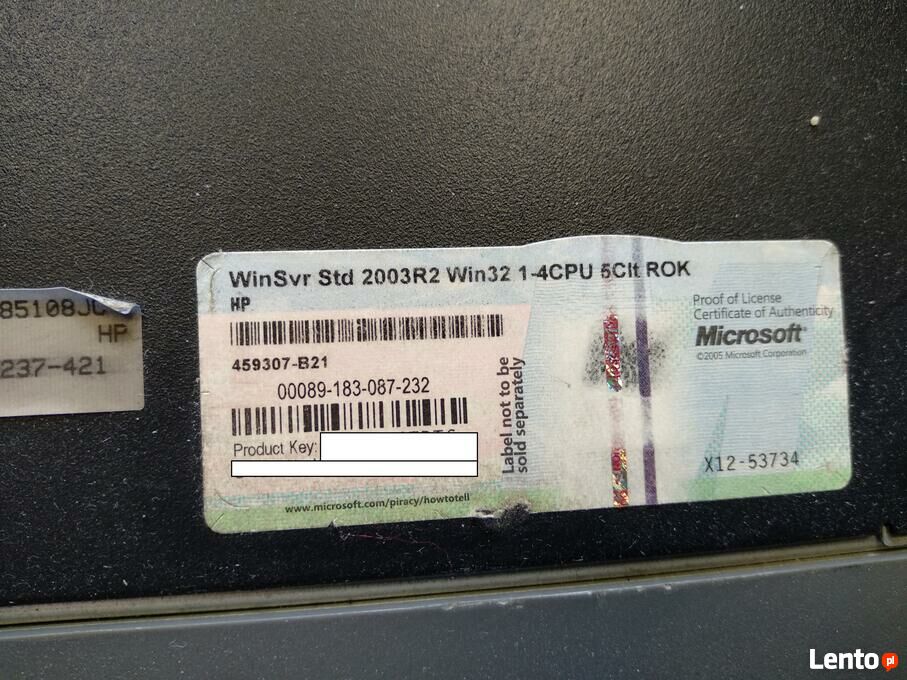 85108JC
HP
237-421
WinSvr Std 2003R2 Win32 1-4CPU 5Clt ROK
HP
459307-B21
00089-183-087-232
Product Key:
www.microsoft.com/piracy/howtotell
Label not to be
sold separately
Proof of License
Certificate of Authenticity
Microsoft®
©2005 Microsoft Corporation
X12-53734
Lento.pl